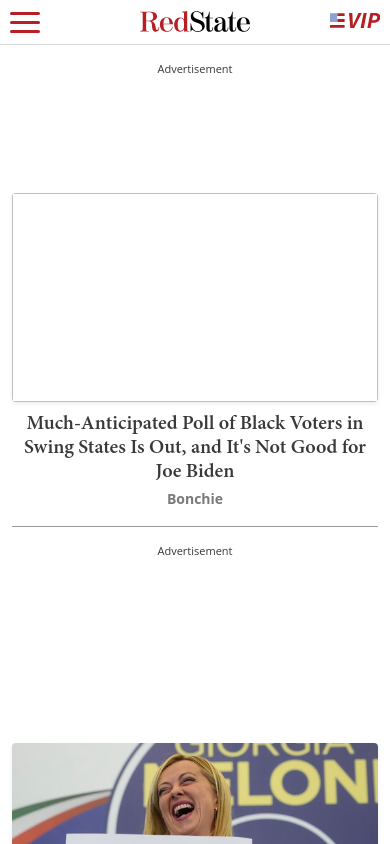 RedState
VIP
Advertisement
Much-Anticipated Poll of Black Voters in
Swing States Is Out, and It's Not Good for
Joe Biden
Bonchie
Advertisement
GIORGIA
MELONI